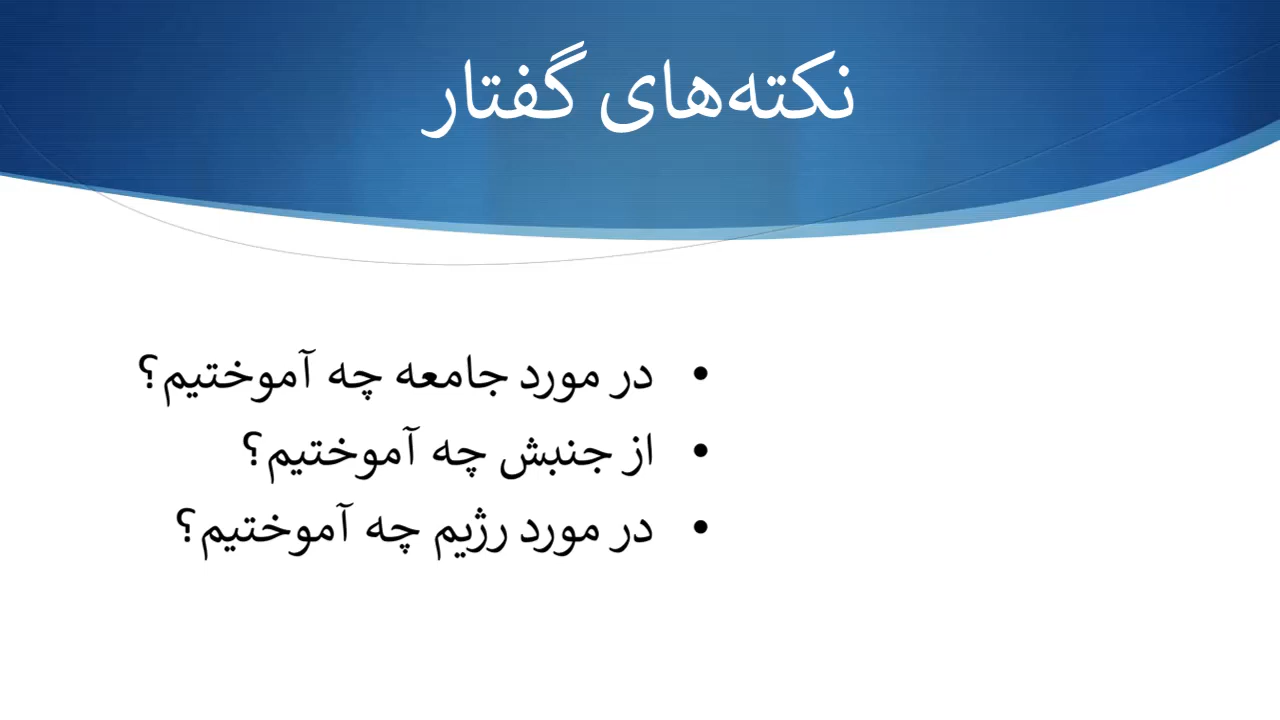 نکته‌های گفتار
• در مورد جامعه چه آموختیم؟
• از جنبش چه آموختیم؟
• در مورد رژیم چه آموختیم؟